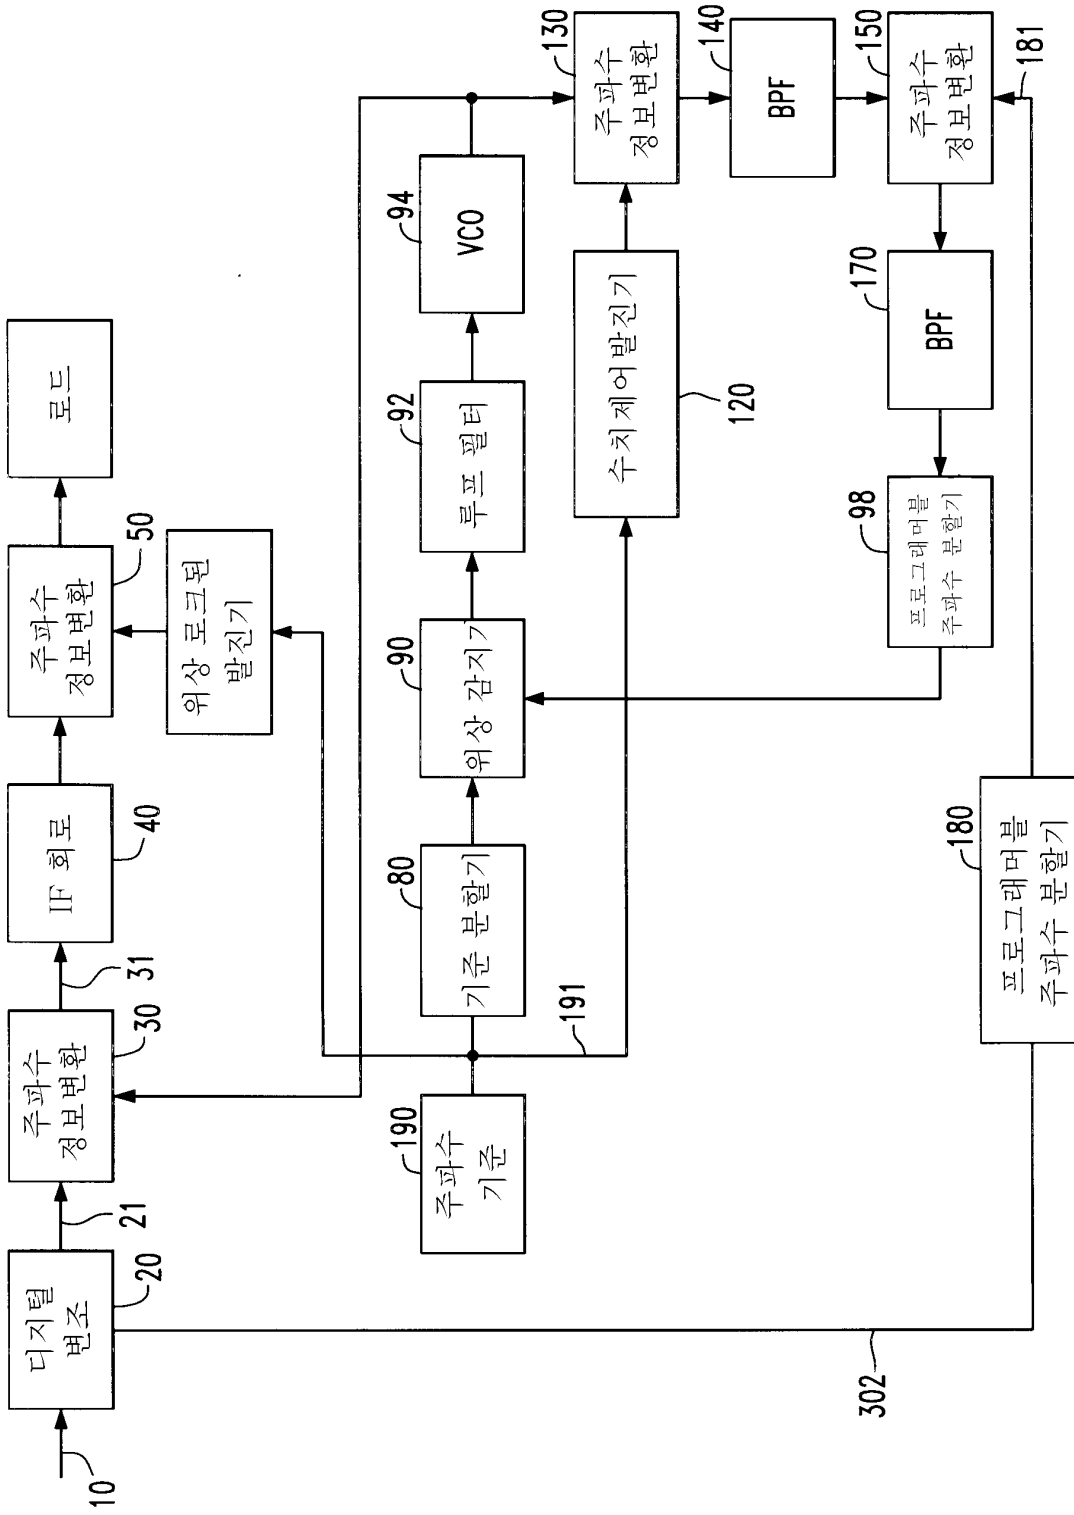 10
디지털
변조
20
21
주파수
정보변환
30
31
IF 회로
40
주파수
정보변환
50
로드
위상 로크된
발진기
주파수
기준
190
191
기준 분할기
80
위상 감지기
90
루프 필터
92
VCO
94
수치제어발진기
120
주파수
정보변환
130
BPF
140
주파수
정보변환
150
181
BPF
170
프로그래머블
주파수 분할기
98
프로그래머블
주파수 분할기
180
302